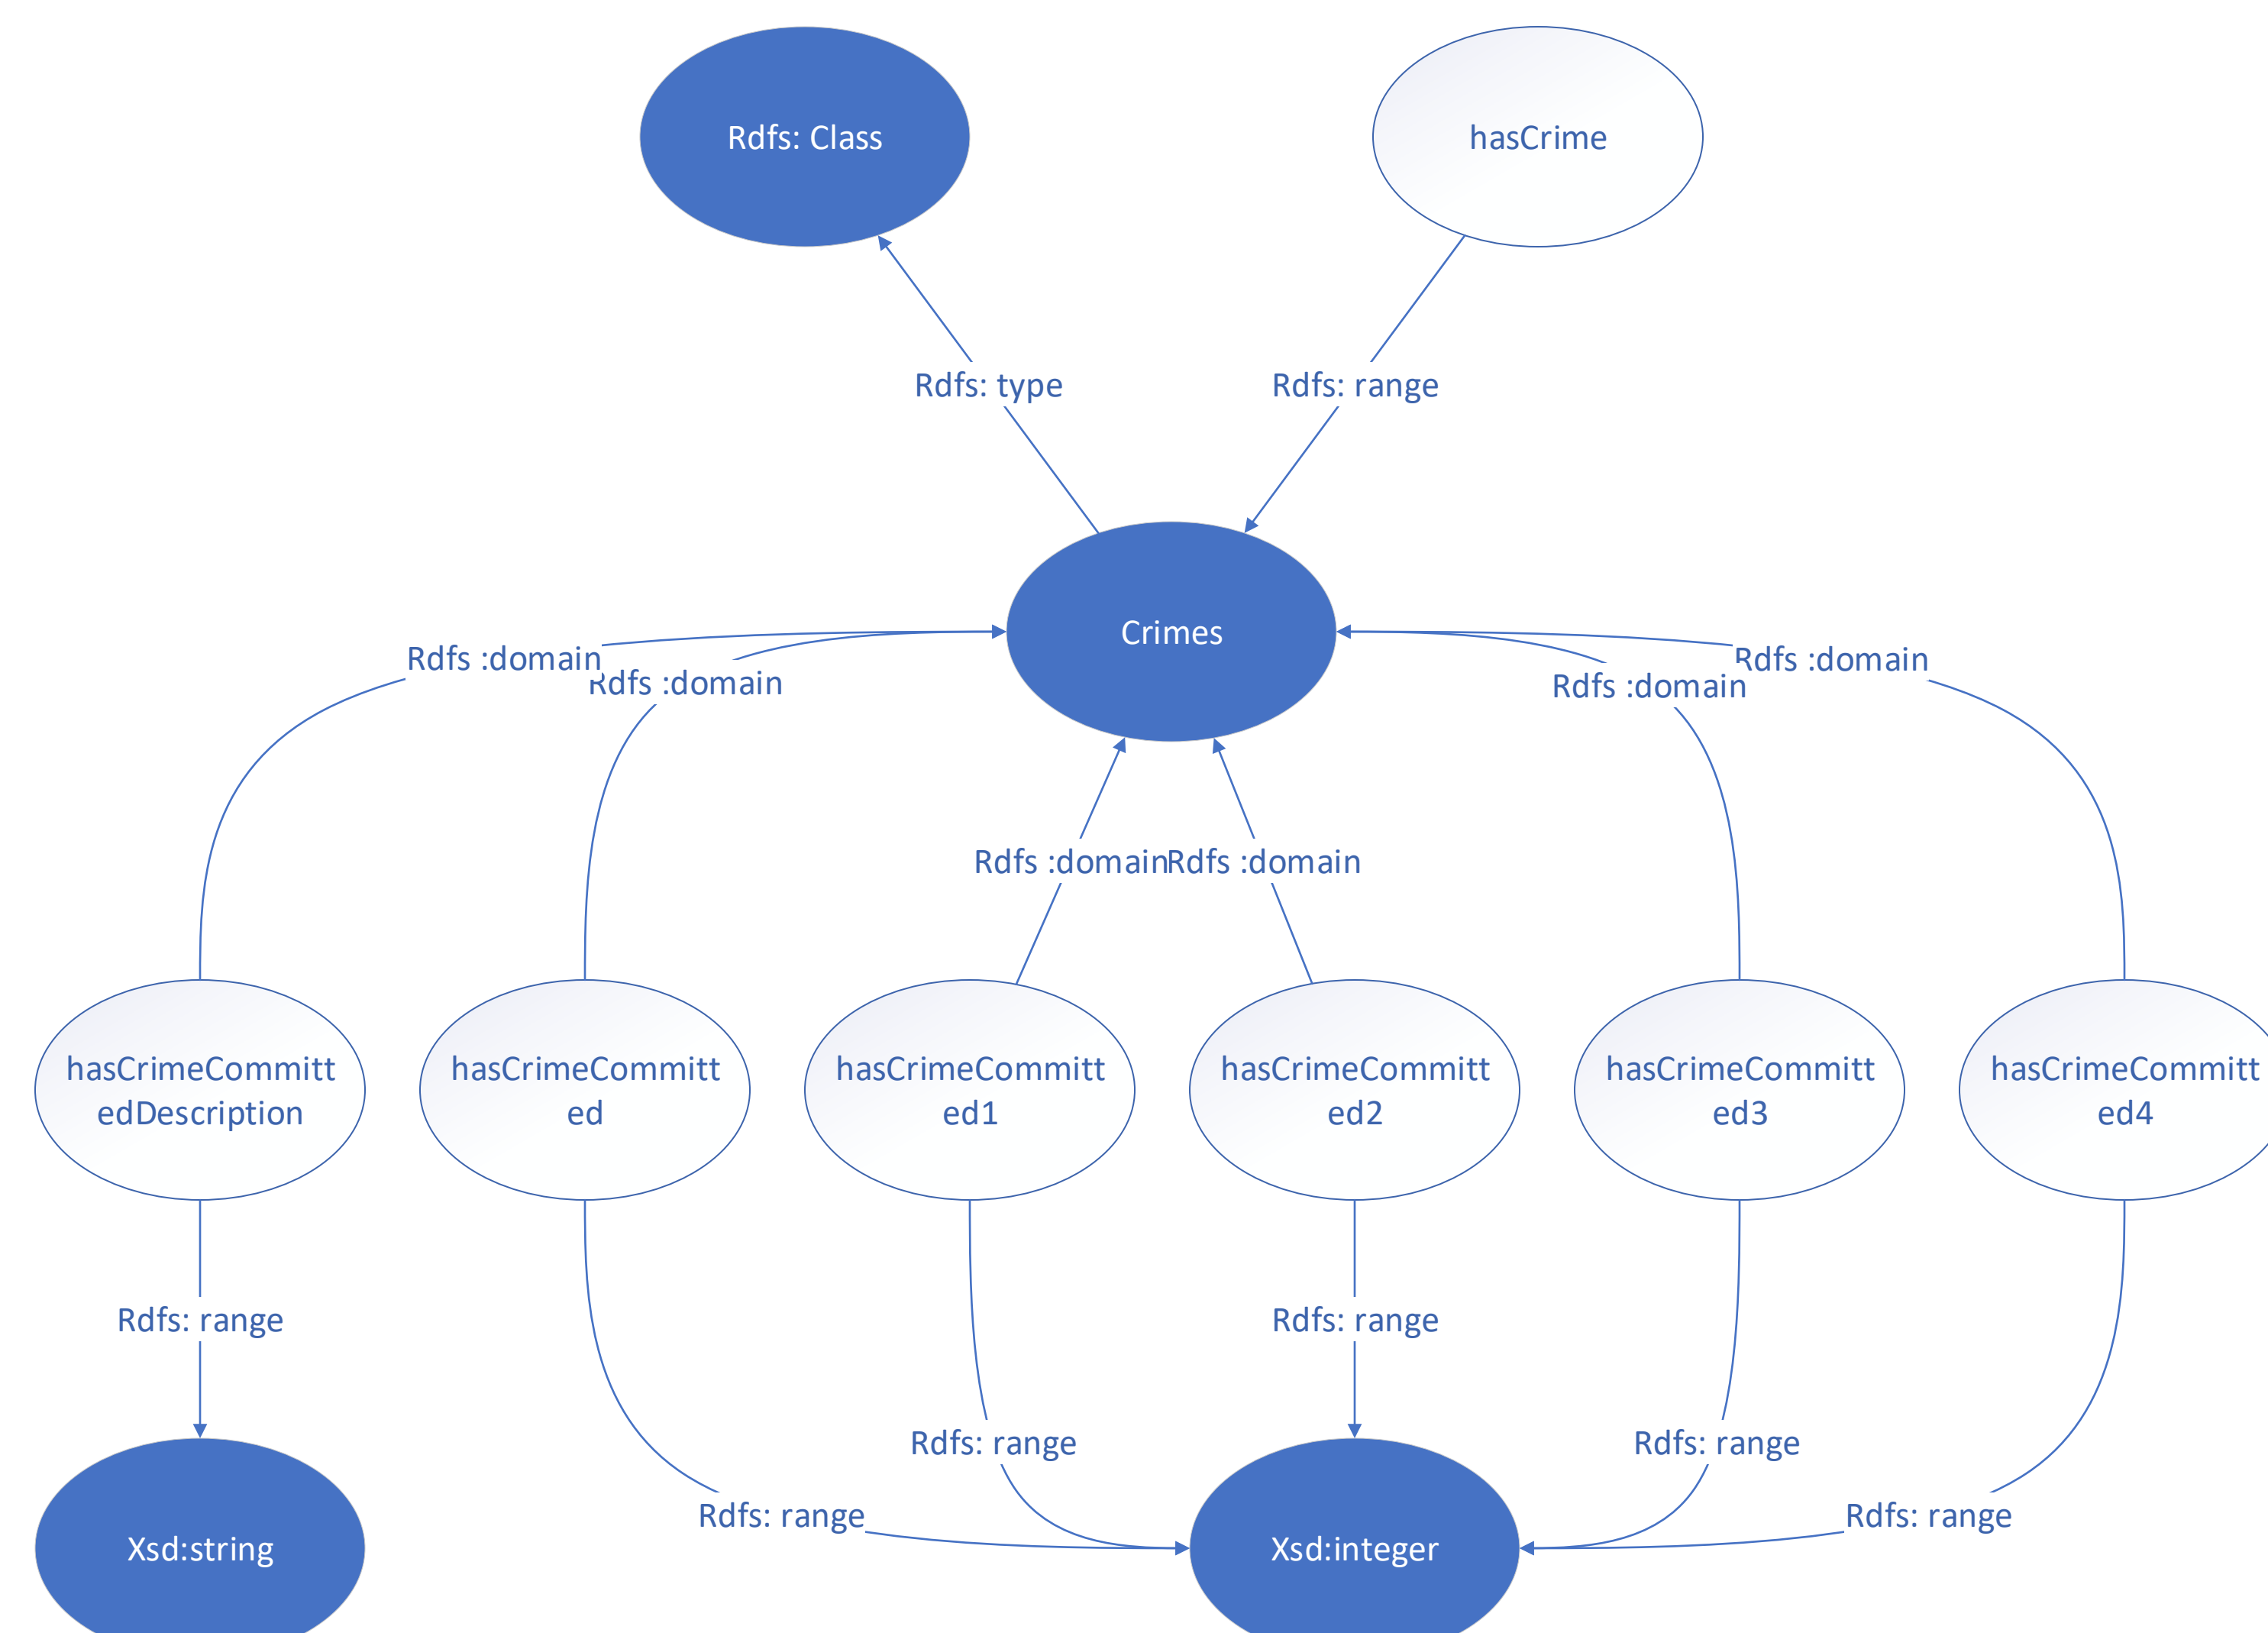 Rdfs: Class
hasCrime
Rdfs: type
Rdfs: range
Crimes
Rdfs :domain
Rdfs :domain
Rdfs :domain
Rdfs :domain
Rdfs :domain
Rdfs :domain
hasCrimeCommitt
edDescription
hasCrimeCommitt
ed
hasCrimeCommitt
ed1
hasCrimeCommitt
ed2
hasCrimeCommitt
ed3
hasCrimeCommitt
ed4
Rdfs: range
Rdfs: range
Rdfs: range
Rdfs: range
Rdfs: range
Rdfs: range
Xsd:string
Xsd:integer